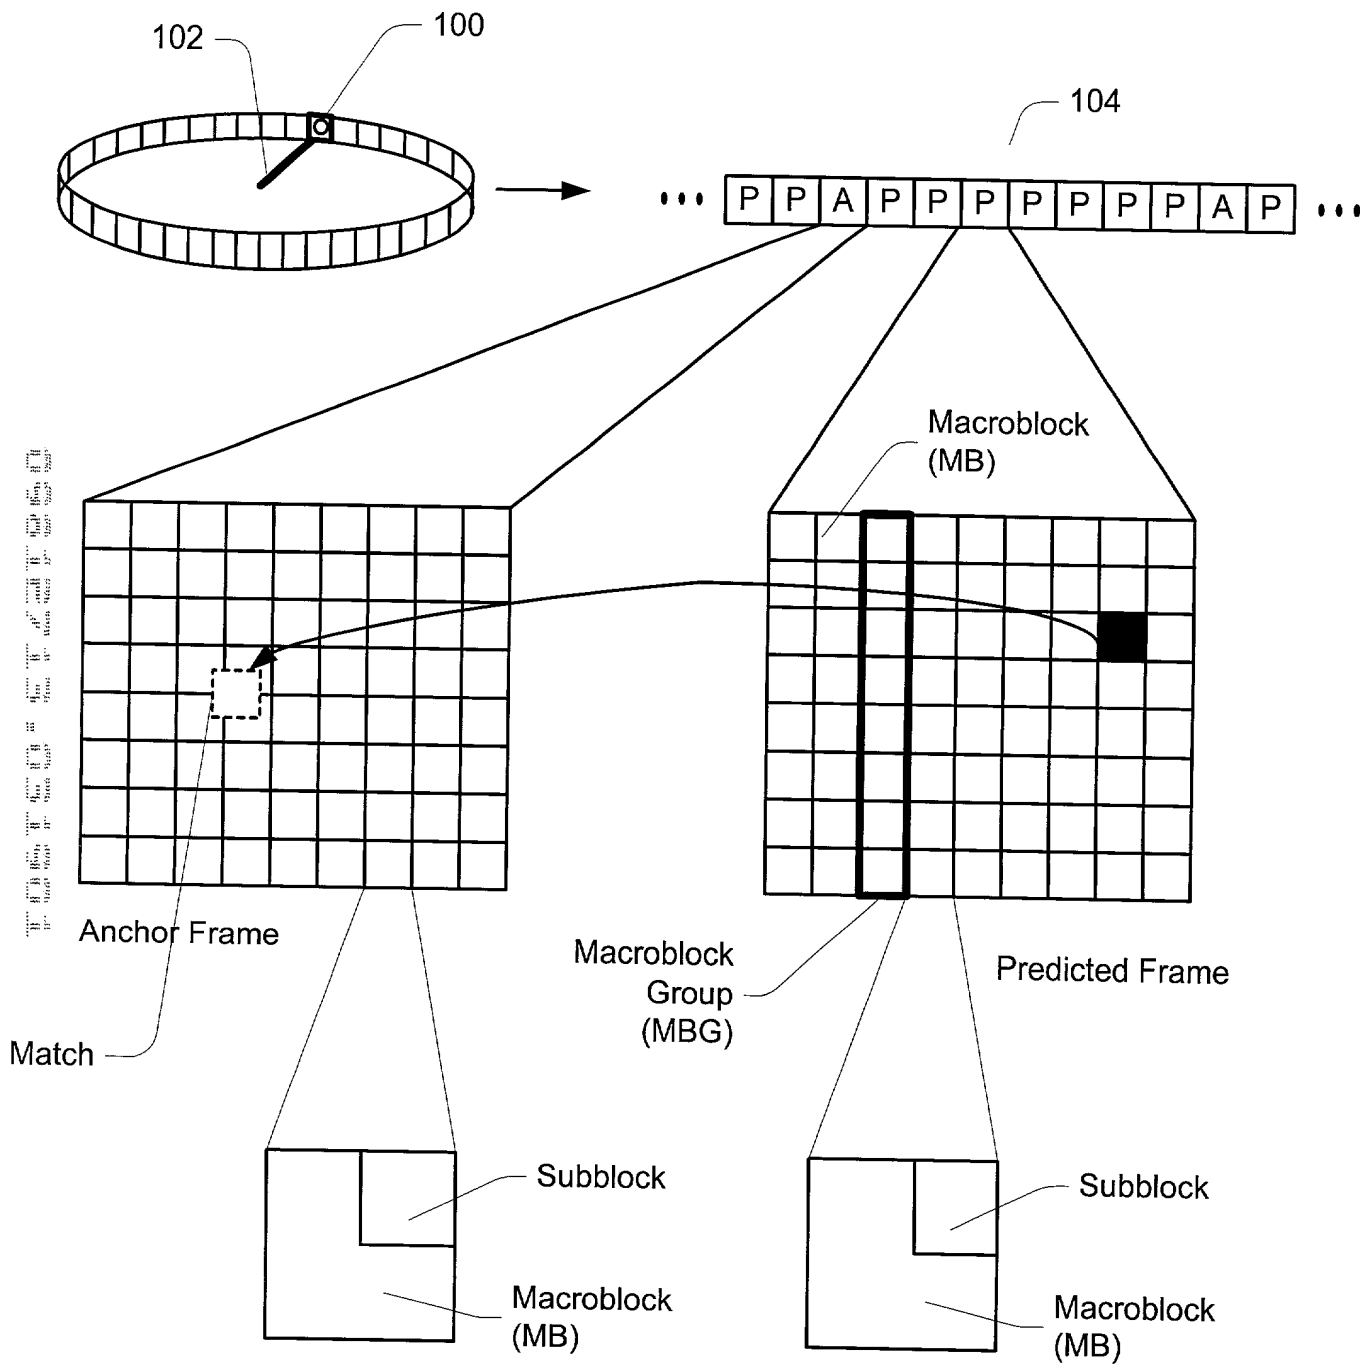 102
100
104
... P P A P P P P P P P A P ...
Macroblock
(MB)
Anchor Frame
Macroblock
Group
(MBG)
Predicted Frame
Match
Subblock
Macroblock
(MB)
Subblock
Macroblock
(MB)